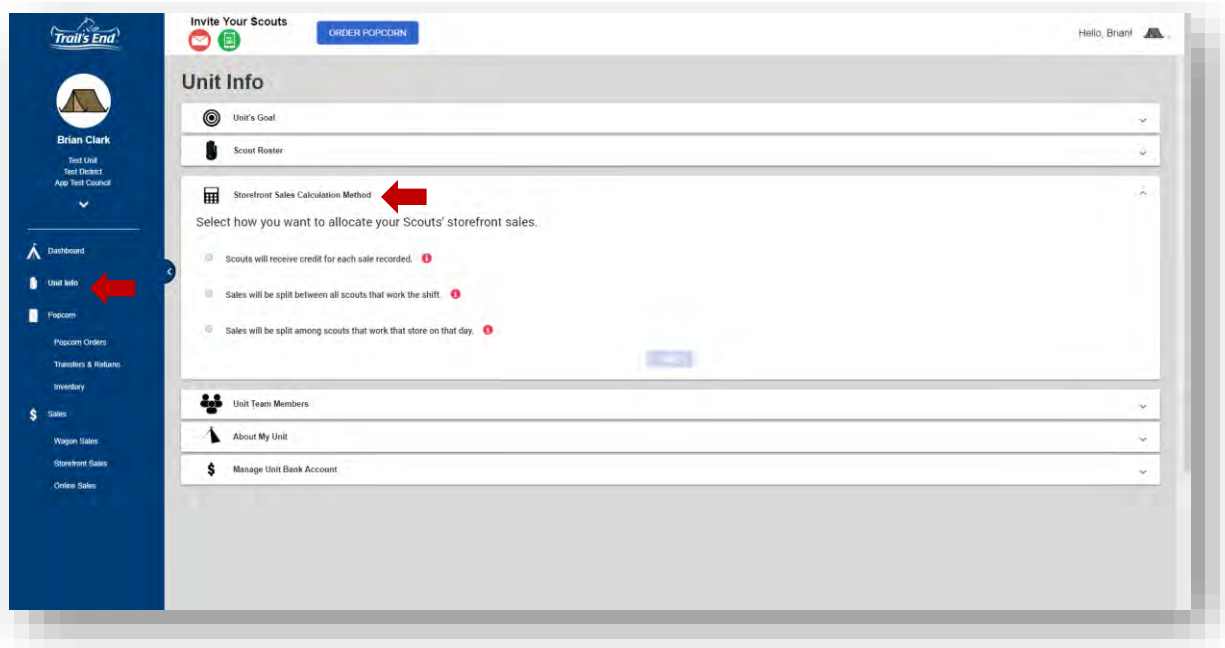 Trail's End
Invite Your Scouts
ORDER POPCORN
Hello, Brian!
Brian Clark
Test Unit
Test District
App Test Council
Dashboard
Unit Info
Popcorn
Popcorn Orders
Transfers & Returns
Inventory
Sales
Wagon Sales
Storefront Sales
Online Sales
Unit Info
Unit's Goal
Scout Roster
Storefront Sales Calculation Method
Select how you want to allocate your Scouts' storefront sales.
Scouts will receive credit for each sale recorded.
Sales will be split between all scouts that work the shift.
Sales will be split among scouts that work that store on that day.
Unit Team Members
About My Unit
Manage Unit Bank Account